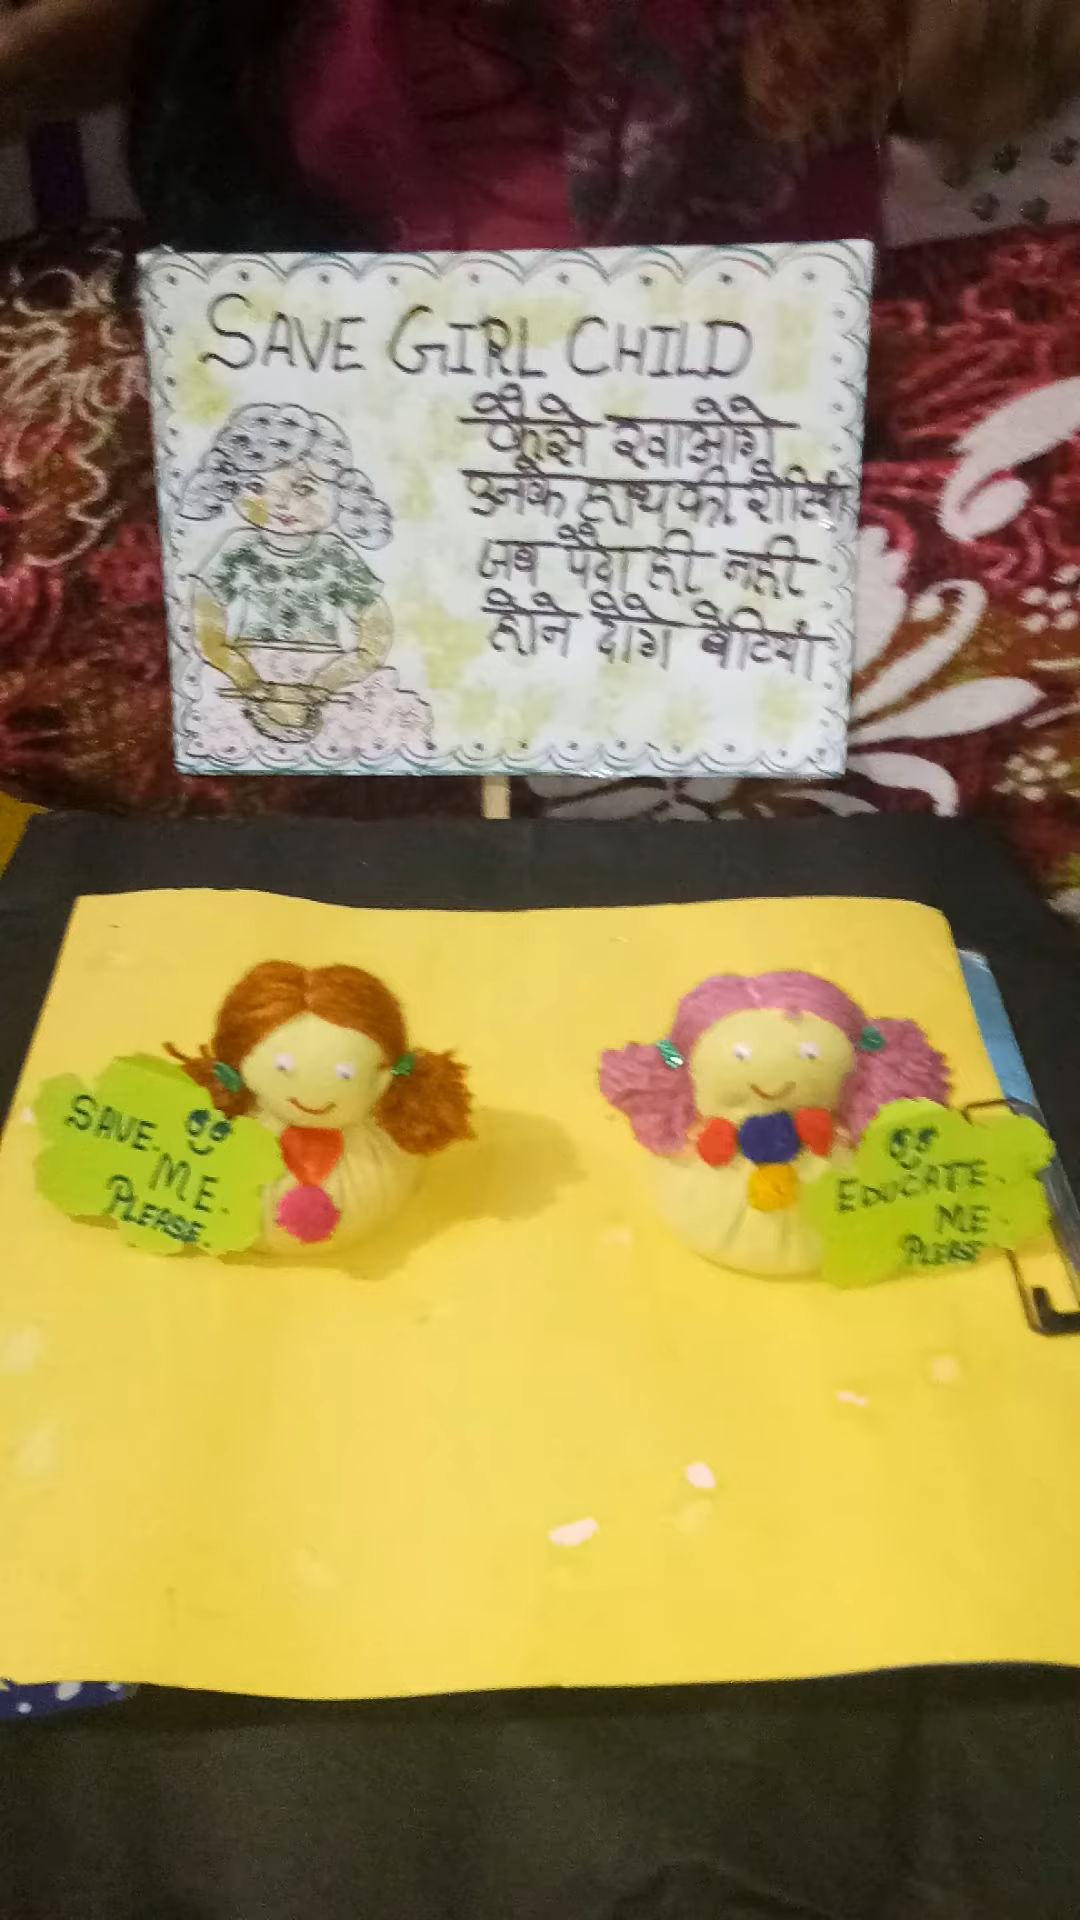 SAVE GIRL CHILD
कैसे खाओगे
उनके हाथ की रोटियां
जब पैदा ही नही
होने दोगे बेटियां
SAVE.
ME.
PLEASE.
EDUCATE.
ME.
PLEASE